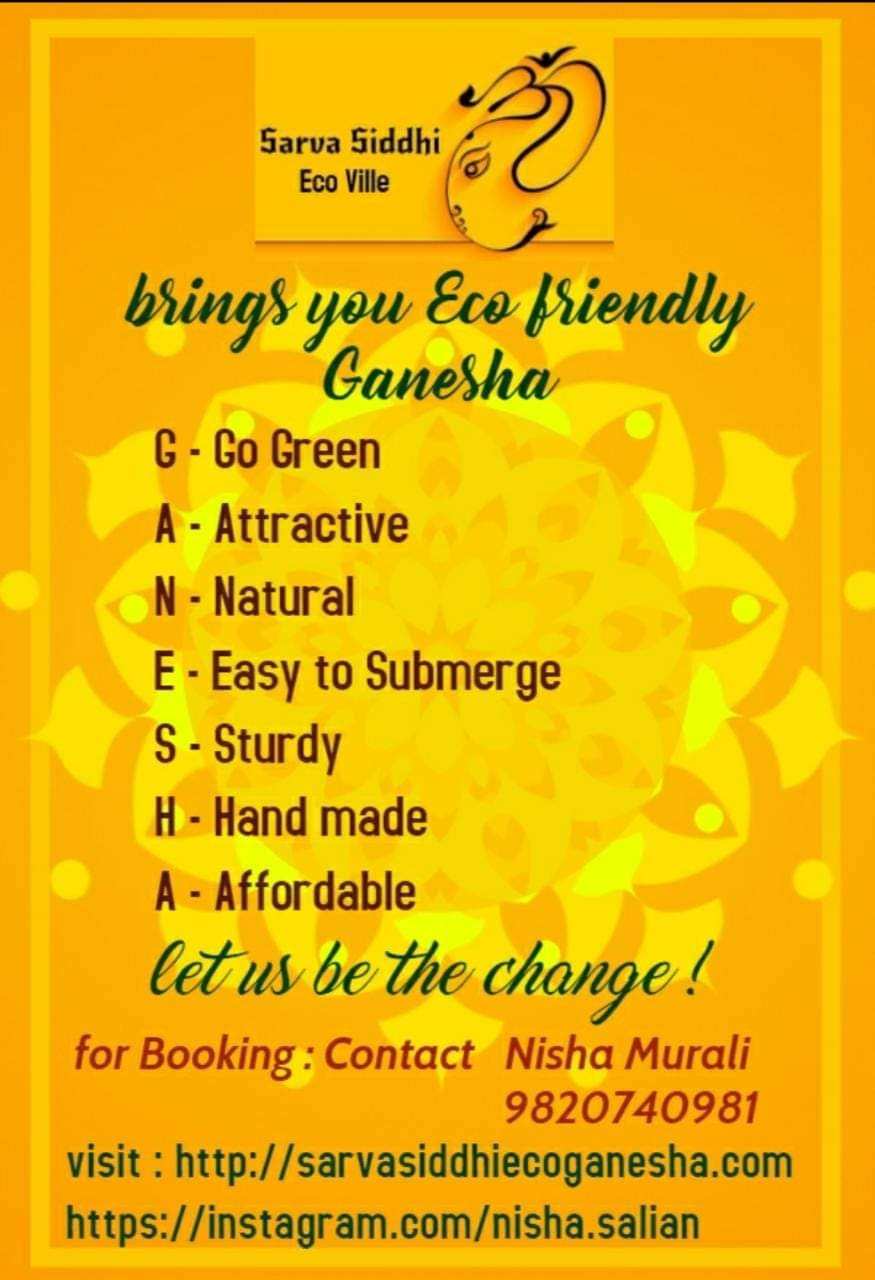 Sarva Siddhi
Eco Ville
brings you Eco friendly
Ganesha
G - Go Green
A - Attractive
N - Natural
E - Easy to Submerge
S - Sturdy
H - Hand made
A - Affordable
let us be the change !
for Booking : Contact Nisha Murali
9820740981
visit : http://sarvasiddhiecoganesha.com
https://instagram.com/nisha.salian